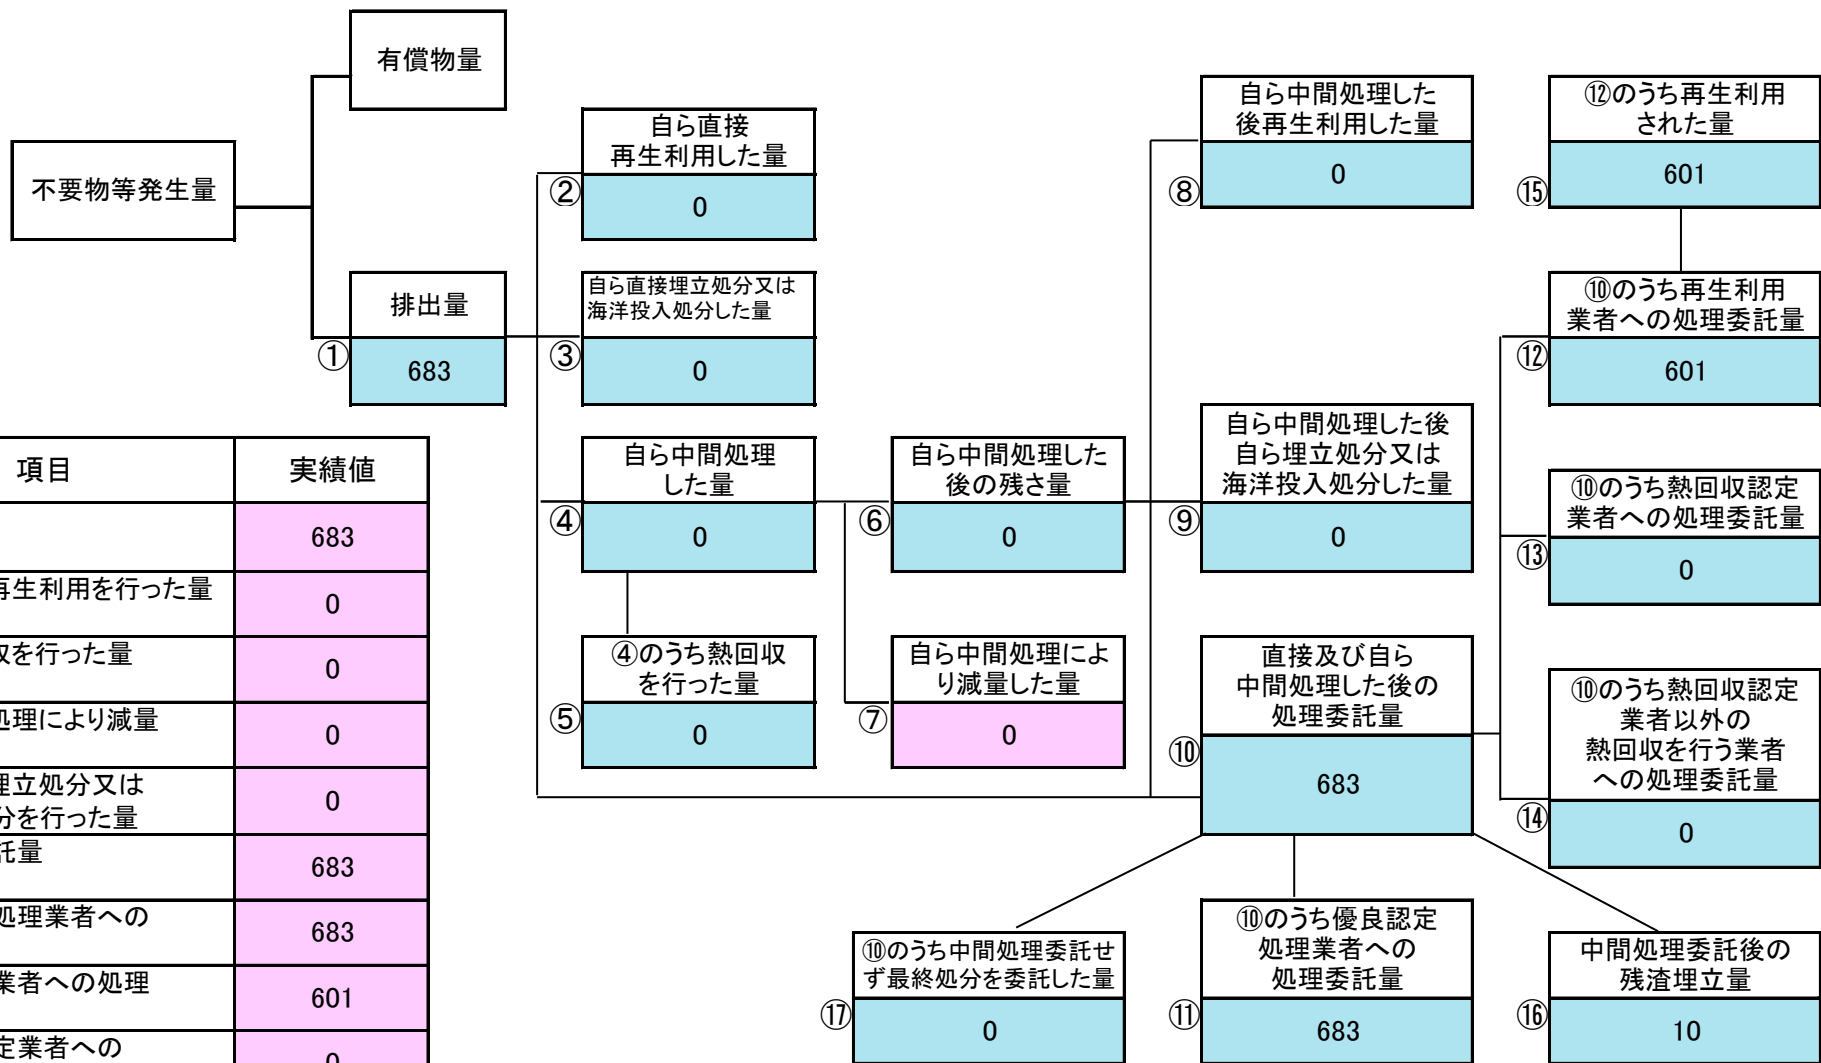 有償物量
不要物等発生量
排出量
①
683
自ら直接
再生利用した量
②
0
自ら直接埋立処分又は
海洋投入処分した量
③
0
自ら中間処理
した量
④
0
④のうち熱回収
を行った量
⑤
0
自ら中間処理した
後の残さ量
⑥
0
自ら中間処理によ
り減量した量
⑦
0
自ら中間処理した
後再生利用した量
⑧
0
自ら中間処理した後
自ら埋立処分又は
海洋投入処分した量
⑨
0
直接及び自ら
中間処理した後の
処理委託量
⑩
683
⑫のうち再生利用
された量
⑮
601
⑩のうち再生利用
業者への処理委託量
⑫
601
⑩のうち熱回収認定
業者への処理委託量
⑬
0
⑩のうち熱回収認定
業者以外の
熱回収を行う業者
への処理委託量
⑭
0
⑩のうち中間処理委託せ
ず最終処分を委託した量
⑰
0
⑩のうち優良認定
処理業者への
処理委託量
⑪
683
中間処理委託後の
残渣埋立量
⑯
10
項目 実績値
683
再生利用を行った量 0
収を行った量 0
処理により減量 0
埋立処分又は
分を行った量 0
託量 683
処理業者への 683
業者への処理 601
定業者への 0